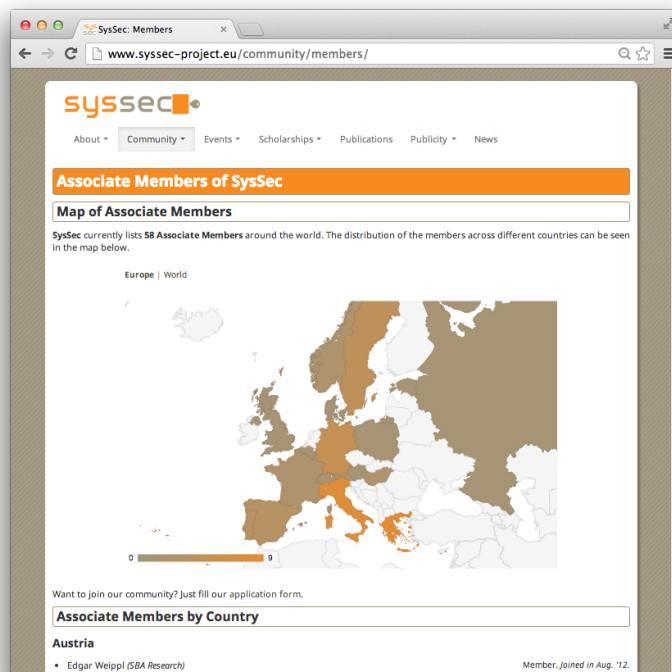 SysSec: Members
www.syssec-project.eu/community/members/
syssec
About Community Events Scholarships Publications Publicity News
Associate Members of SysSec
Map of Associate Members
SysSec currently lists 58 Associate Members around the world. The distribution of the members across different countries can be seen
in the map below.
Europe | World
0 9
Want to join our community? Just fill our application form.
Associate Members by Country
Austria
• Edgar Weippl (SBA Research) Member. Joined in Aug. '12.